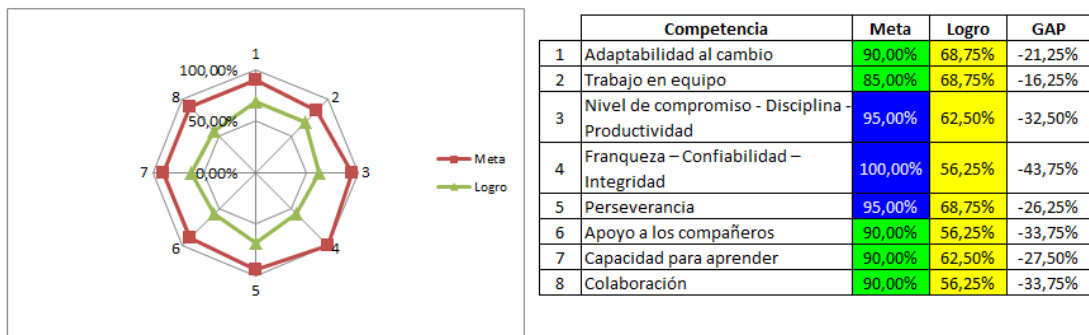 1
100,00%
8
2
50,00%
7
0,00%
3
6
4
5
Meta
Logro
Competencia Meta Logro GAP
1 Adaptabilidad al cambio 90,00% 68,75% -21,25%
2 Trabajo en equipo 85,00% 68,75% -16,25%
3 Nivel de compromiso - Disciplina -
Productividad 95,00% 62,50% -32,50%
4 Franqueza – Confiabilidad –
Integridad 100,00% 56,25% -43,75%
5 Perseverancia 95,00% 68,75% -26,25%
6 Apoyo a los compañeros 90,00% 56,25% -33,75%
7 Capacidad para aprender 90,00% 62,50% -27,50%
8 Colaboración 90,00% 56,25% -33,75%